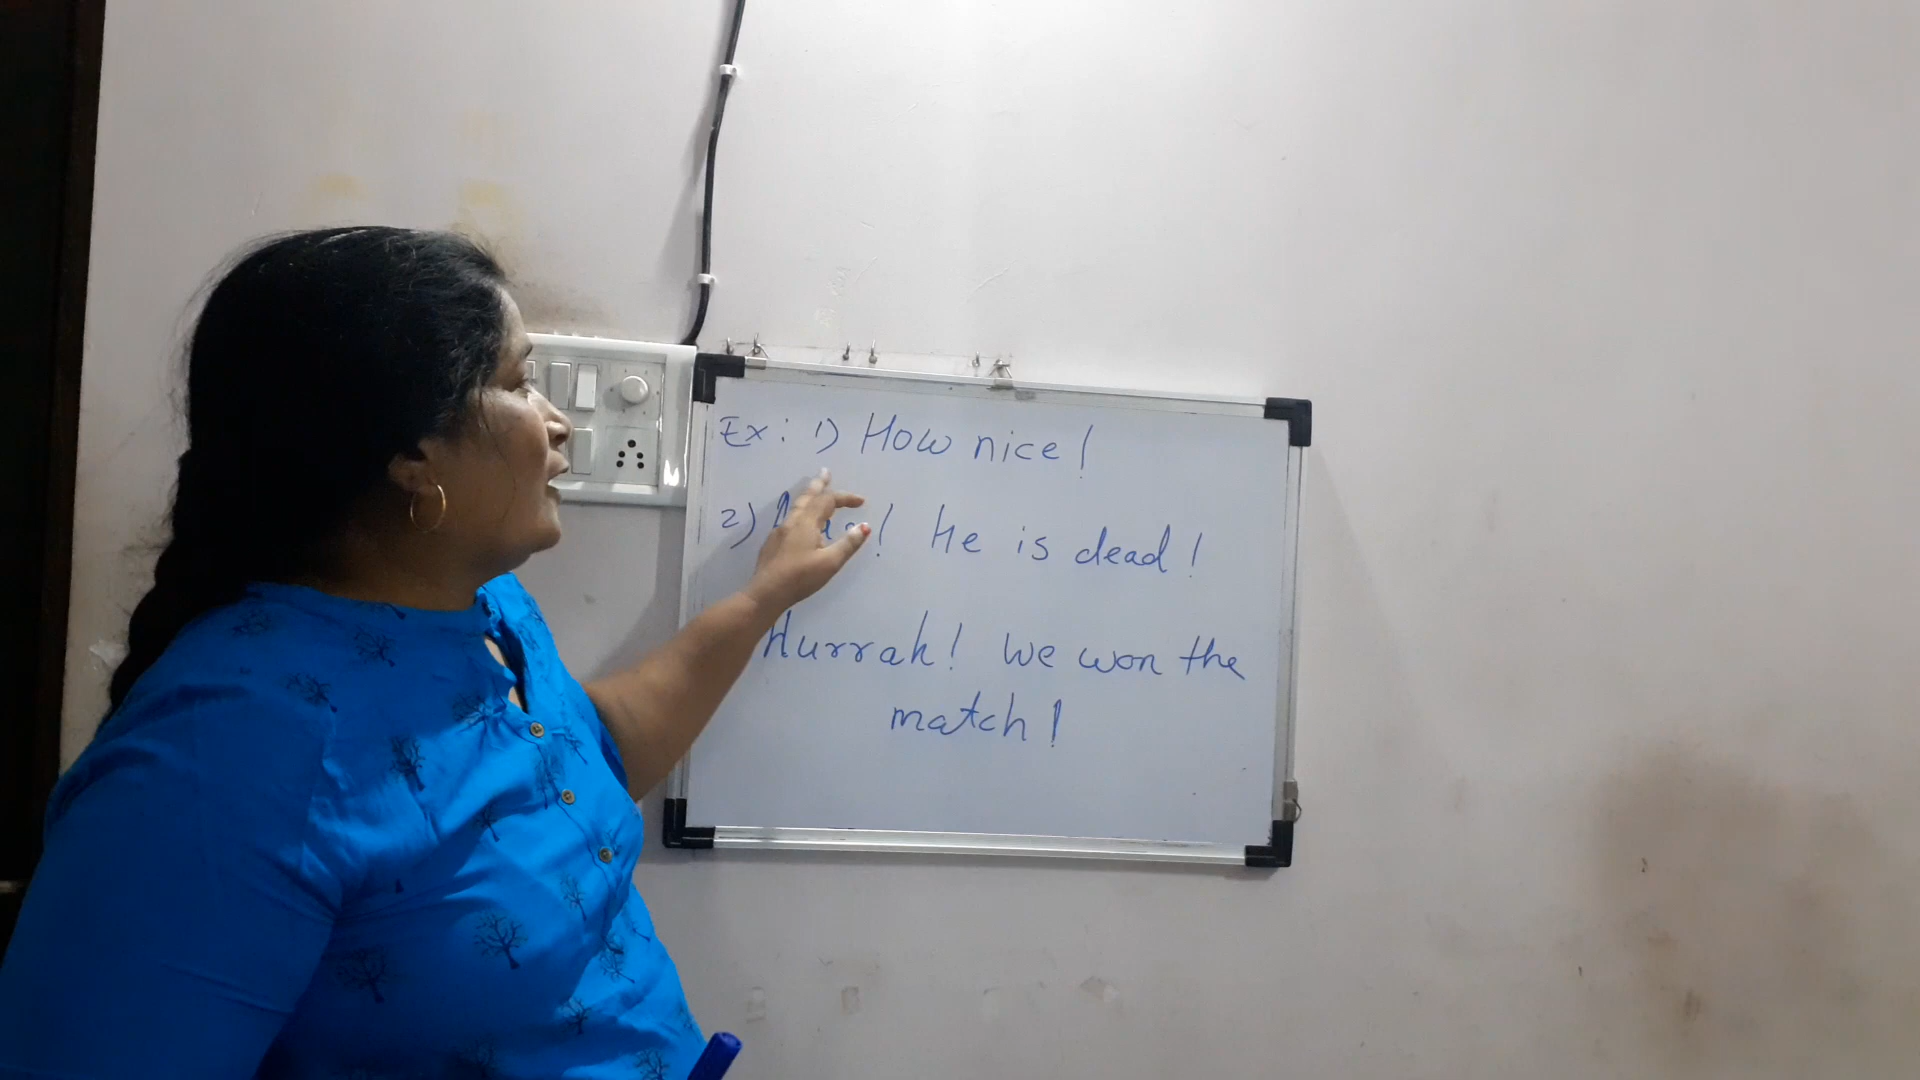 Ex: 1) How nice!
2) ! He is dead!
Hurrah! We won the
match!